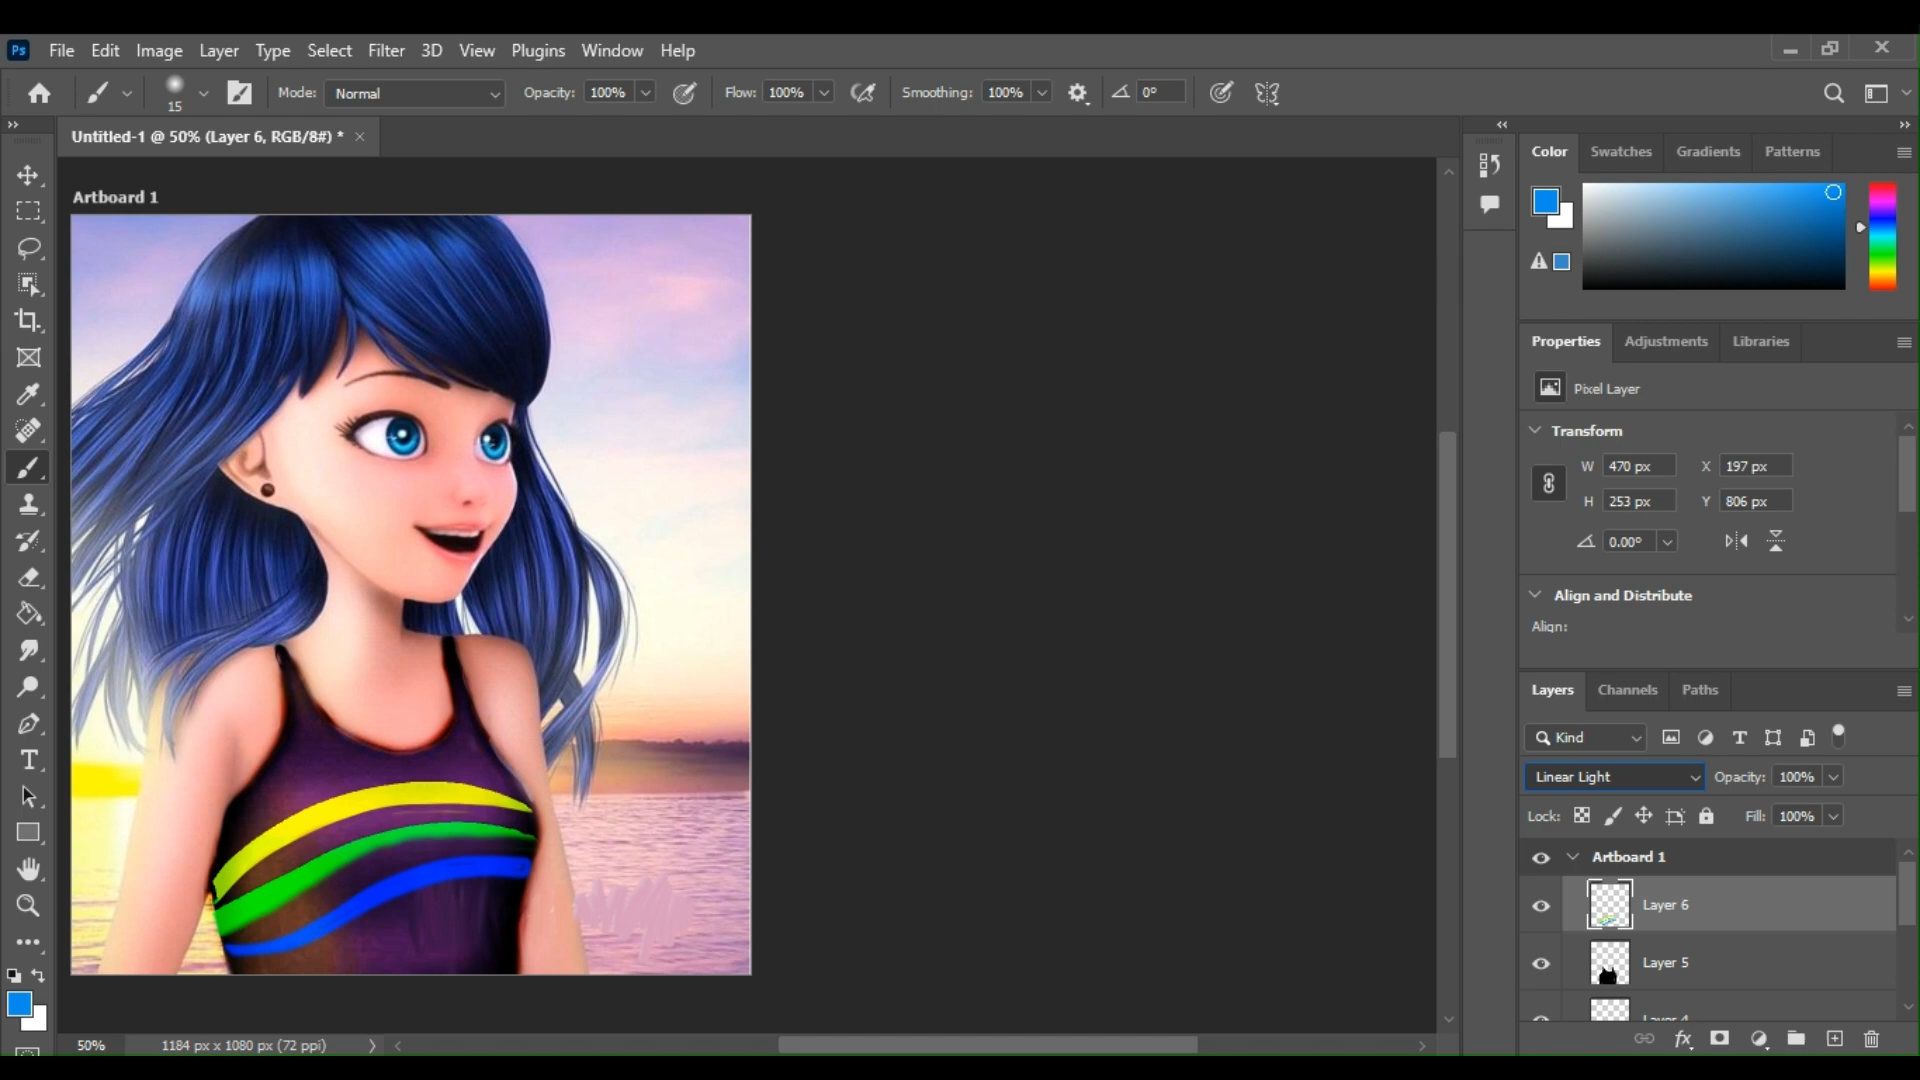 Ps File Edit Image Layer Type Select Filter 3D View Plugins Window Help
15 Mode: Normal Opacity: 100% Flow: 100% Smoothing: 100% 0°
Untitled-1 @ 50% (Layer 6, RGB/8#) * ×
Artboard 1
Color Swatches Gradients Patterns
Properties Adjustments Libraries
Pixel Layer
Transform
W 470 px X 197 px
H 253 px Y 806 px
0.00°
Align and Distribute
Align:
Layers Channels Paths
Kind
Linear Light Opacity: 100%
Lock: Fill: 100%
Artboard 1
Layer 6
Layer 5
Layer 4
50% 1184 px x 1080 px (72 ppi)